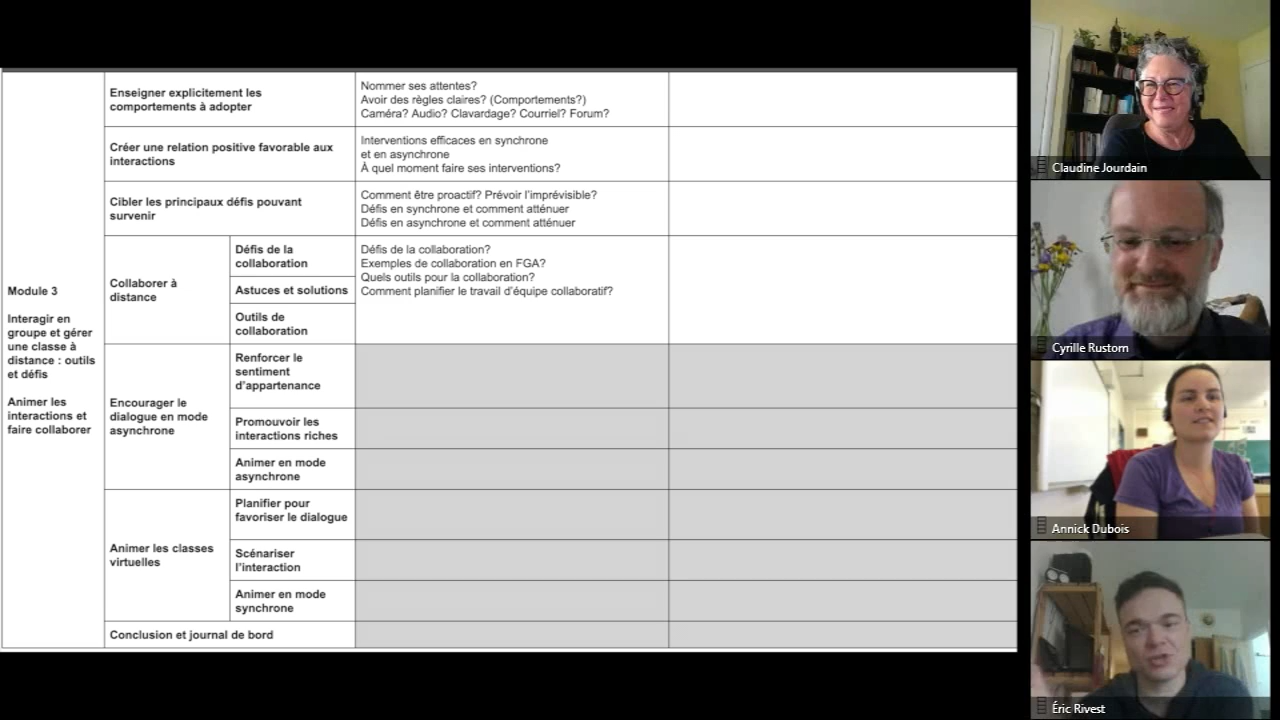 Enseigner explicitement les
comportements à adopter
Nommer ses attentes?
Avoir des règles claires? (Comportements?)
Caméra? Audio? Clavardage? Courriel? Forum?
Créer une relation positive favorable aux
interactions
Interventions efficaces en synchrone
et en asynchrone
À quel moment faire ses interventions?
Cibler les principaux défis pouvant
survenir
Comment être proactif? Prévoir l'imprévisible?
Défis en synchrone et comment atténuer
Défis en asynchrone et comment atténuer
Module 3
Interagir en
groupe et gérer
une classe à
distance : outils
et défis
Animer les
interactions et
faire collaborer
Collaborer à
distance
Défis de la
collaboration
Astuces et solutions
Outils de
collaboration
Défis de la collaboration?
Exemples de collaboration en FGA?
Quels outils pour la collaboration?
Comment planifier le travail d'équipe collaboratif?
Encourager le
dialogue en mode
asynchrone
Renforcer le
sentiment
d'appartenance
Promouvoir les
interactions riches
Animer en mode
asynchrone
Animer les classes
virtuelles
Planifier pour
favoriser le dialogue
Scénariser
l'interaction
Animer en mode
synchrone
Conclusion et journal de bord
Claudine Jourdain
Cyrille Rustom
Annick Dubois
Éric Rivest